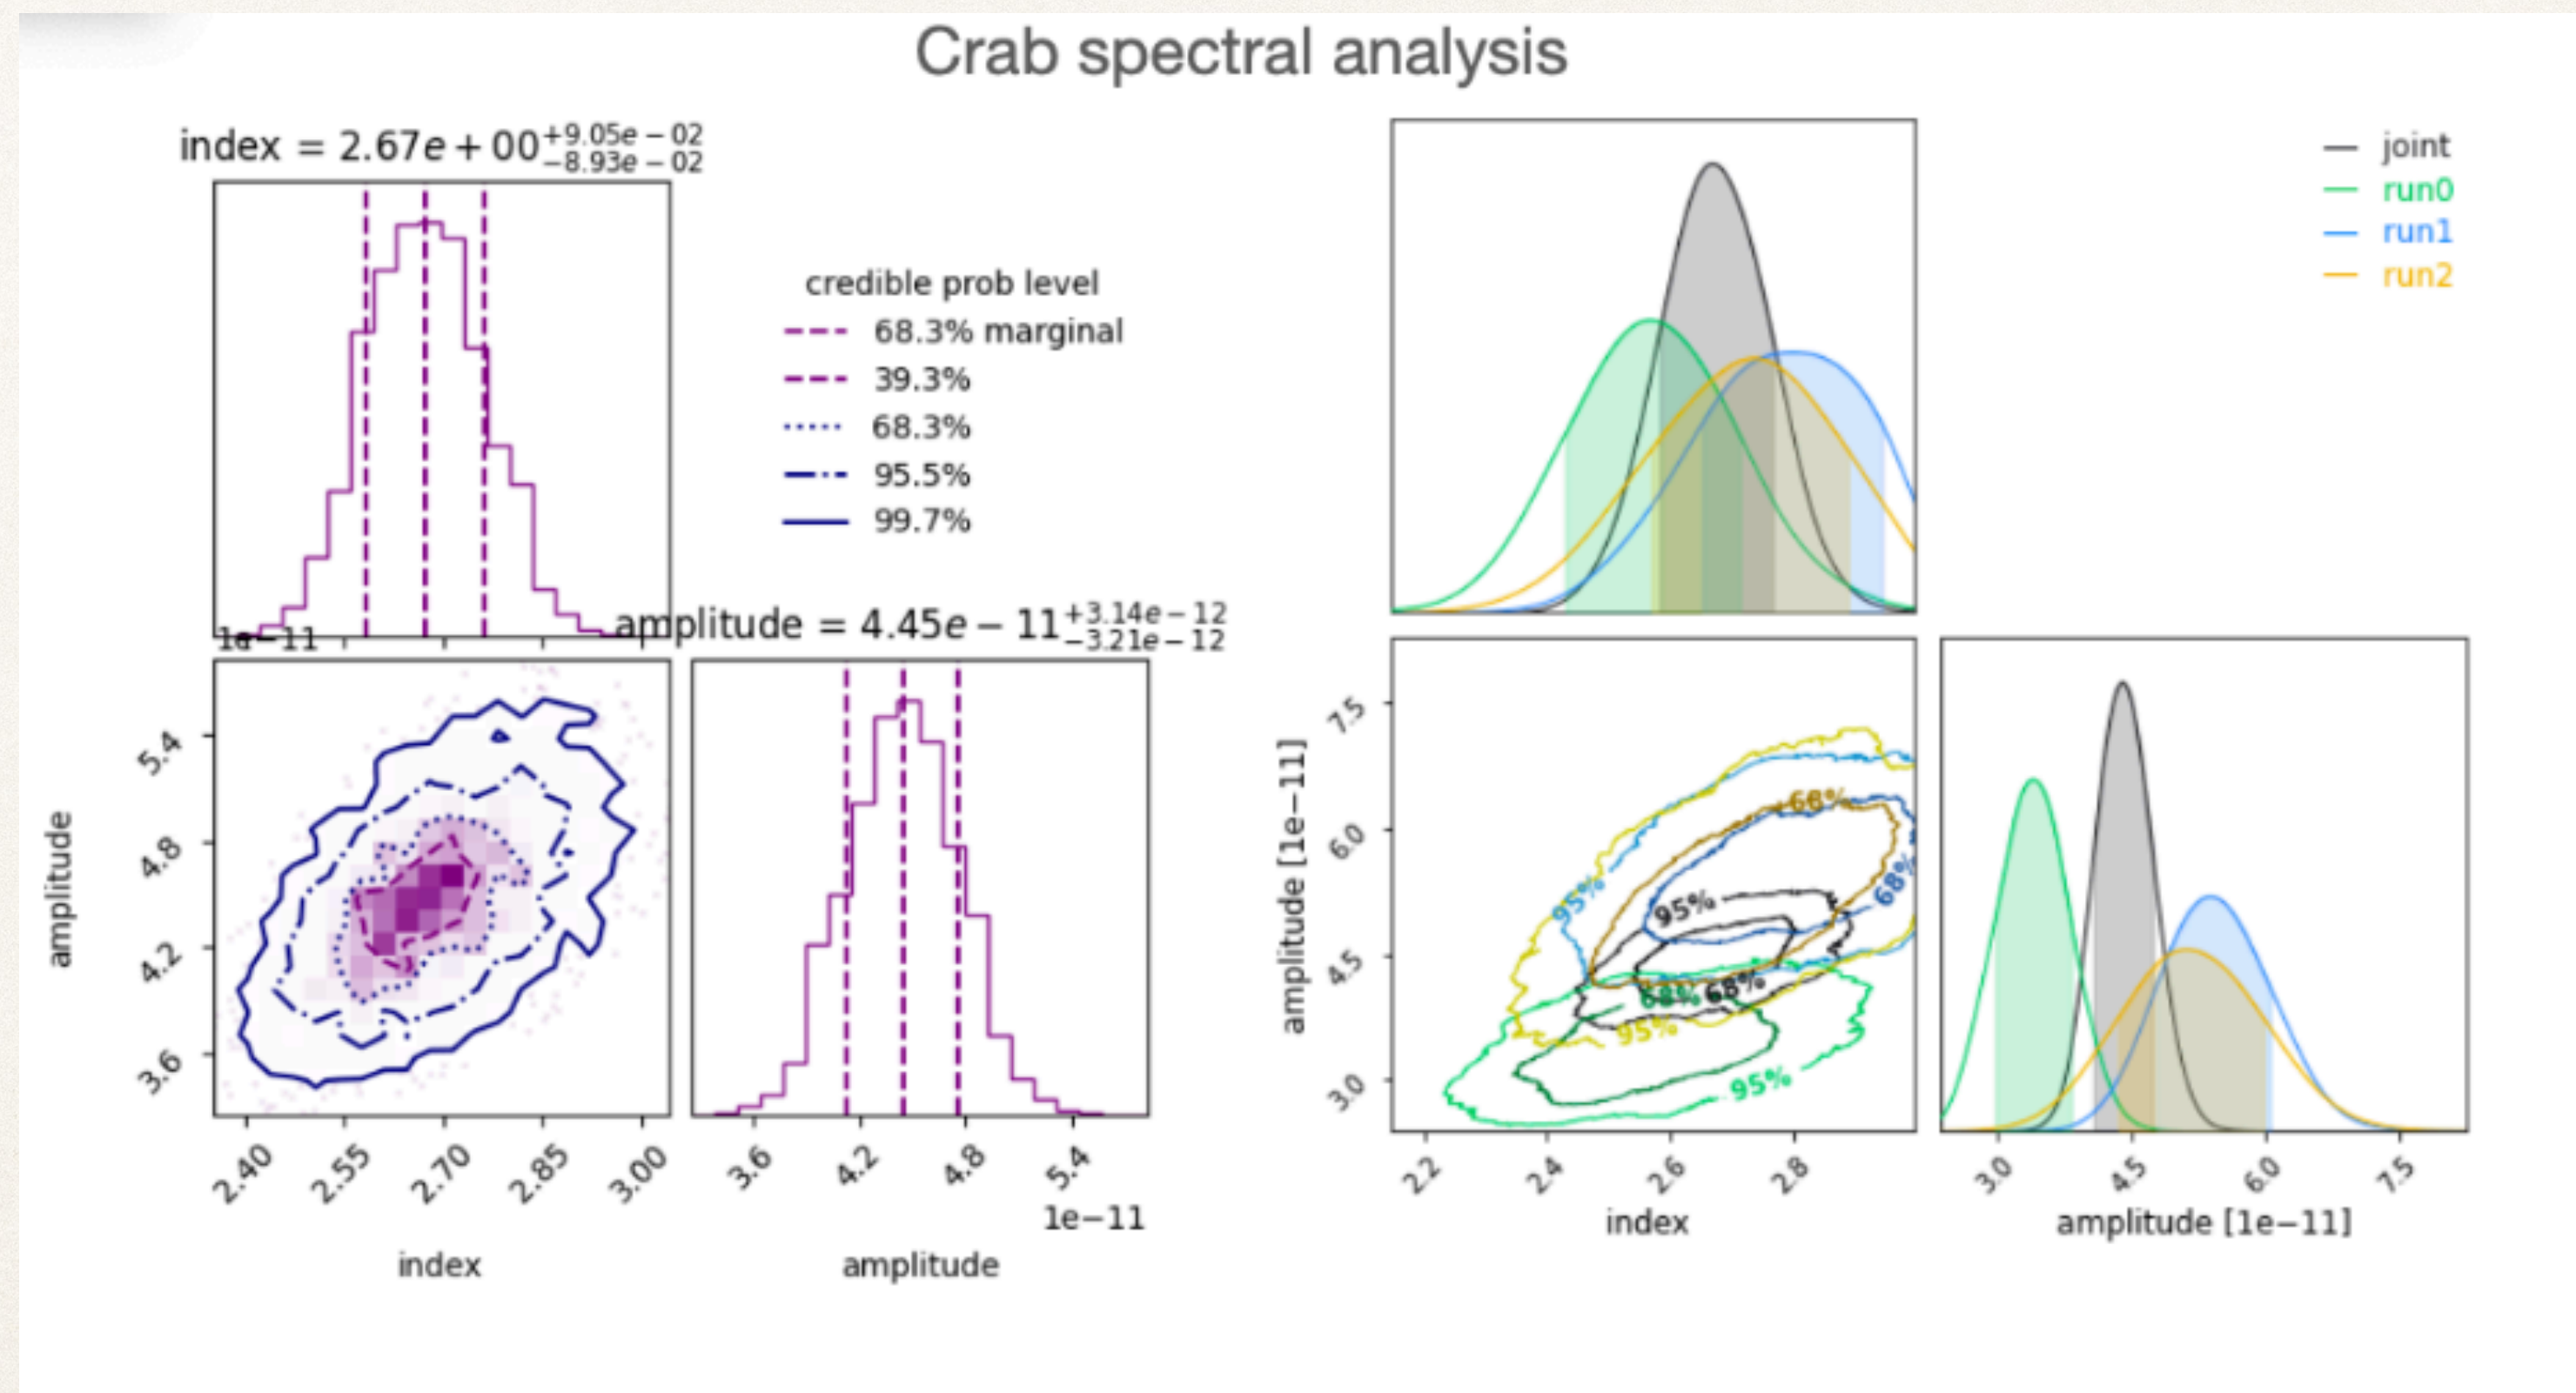 Crab spectral analysis
index = 2.67e + 00 +9.05e − 02 −8.93e − 02
credible prob level
68.3% marginal
39.3%
68.3%
95.5%
99.7%
1e−11
amplitude = 4.45e − 11 +3.14e − 12 −3.21e − 12
amplitude
5.4
4.8
4.2
3.6
2.40
2.55
2.70
2.85
3.00
index
3.6
4.2
4.8
5.4
1e−11
amplitude
joint
run0
run1
run2
amplitude [1e−11]
7.5
6.0
4.5
3.0
68%
95%
68%
95%
68%
68%
95%
95%
2.2
2.4
2.6
2.8
index
3.0
4.5
6.0
7.5
amplitude [1e−11]